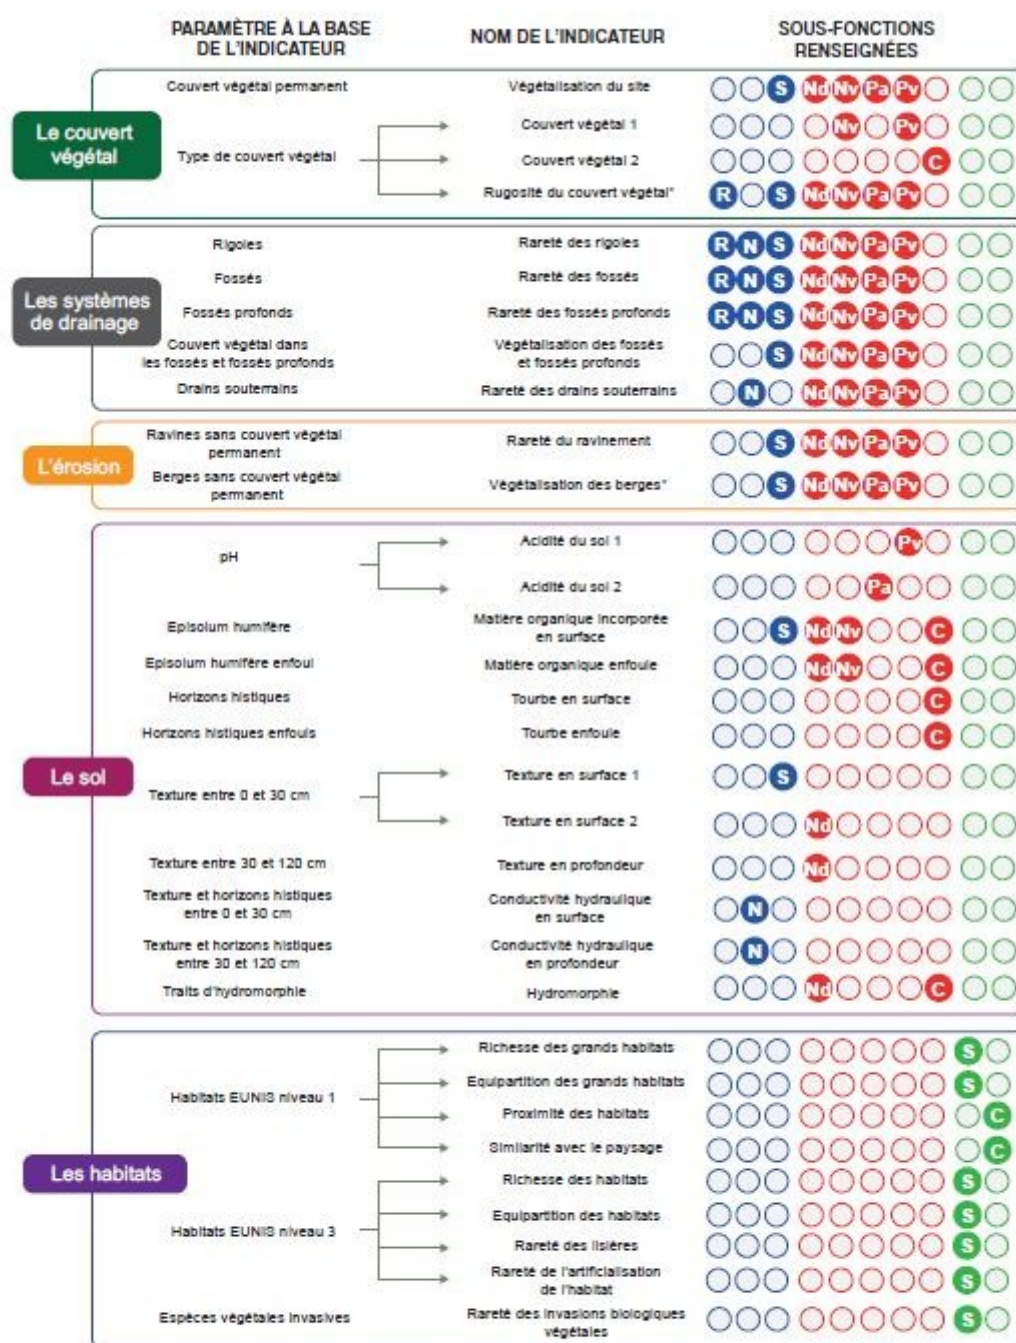 PARAMÈTRE À LA BASE
DE L'INDICATEUR
NOM DE L'INDICATEUR
SOUS-FONCTIONS
RENSEIGNÉES
Le couvert
végétal
Couvert végétal permanent
Végétalisation du site
S Nd Nv Pa Pv
Type de couvert végétal
Couvert végétal 1
Nv Pv
Couvert végétal 2
C
Rugosité du couvert végétal*
R S Nd Nv Pa Pv
Les systèmes
de drainage
Rigoles
Rareté des rigoles
R N S Nd Nv Pa Pv
Fossés
Rareté des fossés
R N S Nd Nv Pa Pv
Fossés profonds
Rareté des fossés profonds
R N S Nd Nv Pa Pv
Couvert végétal dans
les fossés et fossés profonds
Végétalisation des fossés
et fossés profonds
S Nd Nv Pa Pv
Drains souterrains
Rareté des drains souterrains
N Nd Nv Pa Pv
L'érosion
Ravines sans couvert végétal
permanent
Rareté du ravinement
S Nd Nv Pa Pv
Berges sans couvert végétal
permanent
Végétalisation des berges*
S Nd Nv Pa Pv
Le sol
pH
Acidité du sol 1
Pv
Acidité du sol 2
Pa
Episolum humifère
Matière organique incorporée
en surface
S Nd Nv C
Episolum humifère enfoui
Matière organique enfouie
Nd Nv C
Horizons histiques
Tourbe en surface
C
Horizons histiques enfouis
Tourbe enfouie
C
Texture entre 0 et 30 cm
Texture en surface 1
S
Texture en surface 2
Nd
Texture entre 30 et 120 cm
Texture en profondeur
Nd
Texture et horizons histiques
entre 0 et 30 cm
Conductivité hydraulique
en surface
N
Texture et horizons histiques
entre 30 et 120 cm
Conductivité hydraulique
en profondeur
N
Traits d'hydromorphie
Hydromorphie
Nd C
Les habitats
Habitats EUNIS niveau 1
Richesse des grands habitats
S
Equipartition des grands habitats
S
Proximité des habitats
C
Similarité avec le paysage
C
Habitats EUNIS niveau 3
Richesse des habitats
S
Equipartition des habitats
S
Rareté des lisières
S
Rareté de l'artificialisation
de l'habitat
S
Espèces végétales invasives
Rareté des invasions biologiques
végétales
S